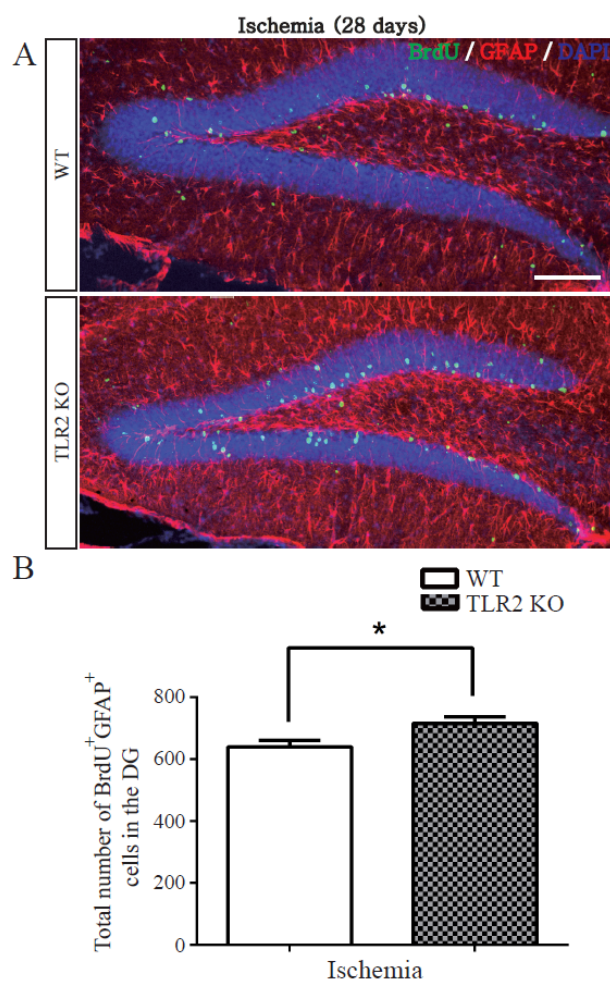 Ischemia (28 days)
A
BrdU / GFAP / DAPI
WT
TLR2 KO
B
WT
TLR2 KO
*
Total number of BrdU+GFAP+
cells in the DG
800
600
400
200
0
Ischemia